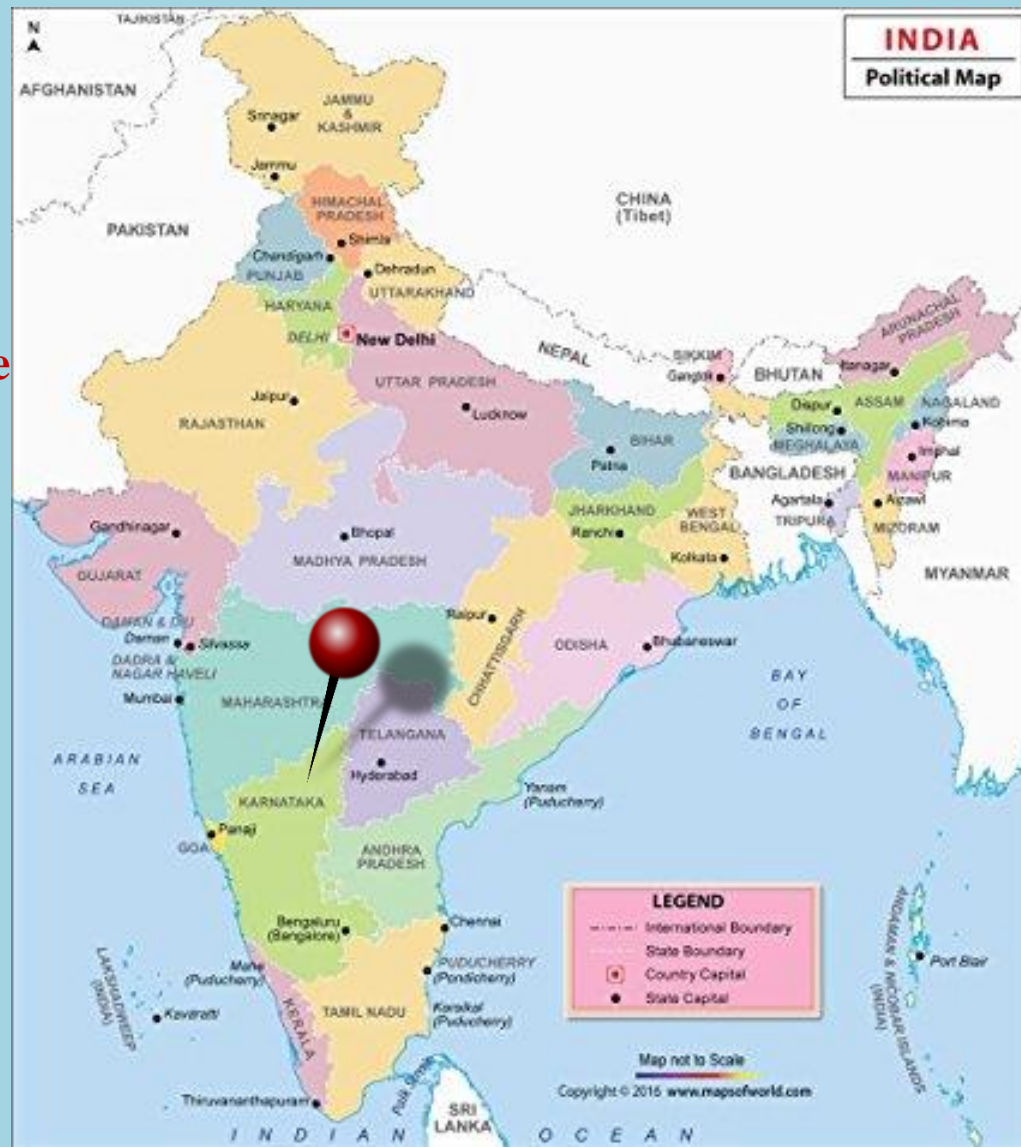 TAJIKISTAN
N
INDIA
Political Map
AFGHANISTAN
JAMMU
&
KASHMIR
Srinagar
Jammu
CHINA
(Tibet)
HIMACHAL
PRADESH
PAKISTAN
Shimla
Chandigarh
PUNJAB
Dehradun
UTTARAKHAND
HARYANA
DELHI
New Delhi
e
NEPAL
ARUNACHAL
PRADESH
SIKKIM
Gangtok
BHUTAN
Itanagar
UTTAR PRADESH
Jaipur
Lucknow
RAJASTHAN
ASSAM
NAGALAND
Dispur
Kohima
Shillong
MEGHALAYA
BIHAR
Patna
Imphal
MANIPUR
BANGLADESH
Agartala
TRIPURA
Aizawl
MIZORAM
JHARKHAND
Ranchi
WEST
BENGAL
Kolkata
Gandhinagar
Bhopal
MADHYA PRADESH
GUJARAT
MYANMAR
DAMAN & DIU
Daman
Silvassa
DADRA &
NAGAR HAVELI
Raipur
CHHATTISGARH
ODISHA
Bhubaneswar
Mumbai
MAHARASHTRA
BAY
OF
BENGAL
TELANGANA
Hyderabad
ARABIAN
SEA
Yanam
(Puducherry)
KARNATAKA
Panaji
GOA
ANDHRA
PRADESH
LEGEND
International Boundary
State Boundary
Country Capital
State Capital
Bengaluru
(Bangalore)
Chennai
Mahe
(Puducherry)
PUDUCHERRY
(Pondicherry)
LAKSHADWEEP
(INDIA)
Kavaratti
KERALA
TAMIL NADU
Karaikal
(Puducherry)
ANDAMAN & NICOBAR ISLANDS
(INDIA)
Port Blair
Map not to Scale
Copyright © 2016 www.mapsofworld.com
Thiruvananthapuram
Palk Strait
SRI
LANKA
INDIAN OCEAN